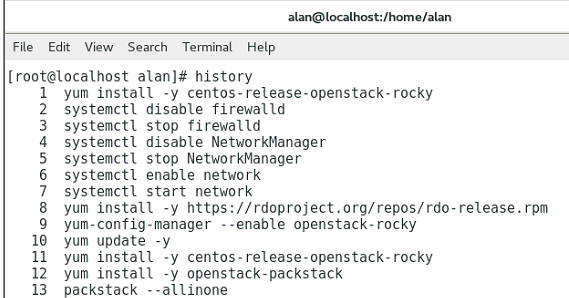 alan@localhost:/home/alan
File Edit View Search Terminal Help
[root@localhost alan]# history
1 yum install -y centos-release-openstack-rocky
2 systemctl disable firewalld
3 systemctl stop firewalld
4 systemctl disable NetworkManager
5 systemctl stop NetworkManager
6 systemctl enable network
7 systemctl start network
8 yum install -y https://rdoproject.org/repos/rdo-release.rpm
9 yum-config-manager --enable openstack-rocky
10 yum update -y
11 yum install -y centos-release-openstack-rocky
12 yum install -y openstack-packstack
13 packstack --allinone